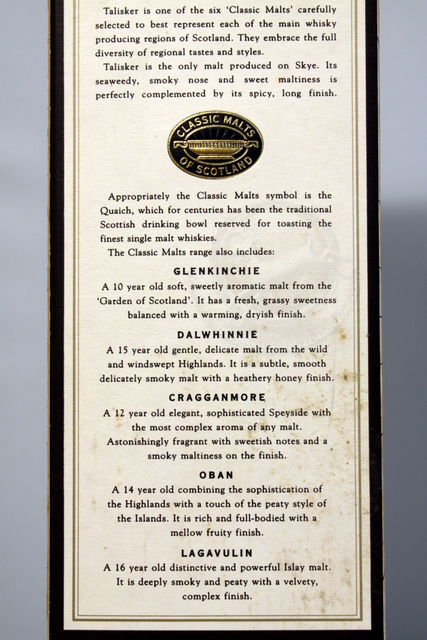 Talisker is one of the six 'Classic Malts' carefully
selected to best represent each of the main whisky
producing regions of Scotland. They embrace the full
diversity of regional tastes and styles.
Talisker is the only malt produced on Skye. Its
seaweedy, smoky nose and sweet maltiness is
perfectly complemented by its spicy, long finish.
CLASSIC MALTS
OF SCOTLAND
Appropriately the Classic Malts symbol is the
Quaich, which for centuries has been the traditional
Scottish drinking bowl reserved for toasting the
finest single malt whiskies.
The Classic Malts range also includes:
GLENKINCHIE
A 10 year old soft, sweetly aromatic malt from the
'Garden of Scotland'. It has a fresh, grassy sweetness
balanced with a warming, dryish finish.
DALWHINNIE
A 15 year old gentle, delicate malt from the wild
and windswept Highlands. It is a subtle, smooth
delicately smoky malt with a heathery honey finish.
CRAGGANMORE
A 12 year old elegant, sophisticated Speyside with
the most complex aroma of any malt.
Astonishingly fragrant with sweetish notes and a
smoky maltiness on the finish.
OBAN
A 14 year old combining the sophistication of
the Highlands with a touch of the peaty style of
the Islands. It is rich and full-bodied with a
mellow fruity finish.
LAGAVULIN
A 16 year old distinctive and powerful Islay malt.
It is deeply smoky and peaty with a velvety,
complex finish.